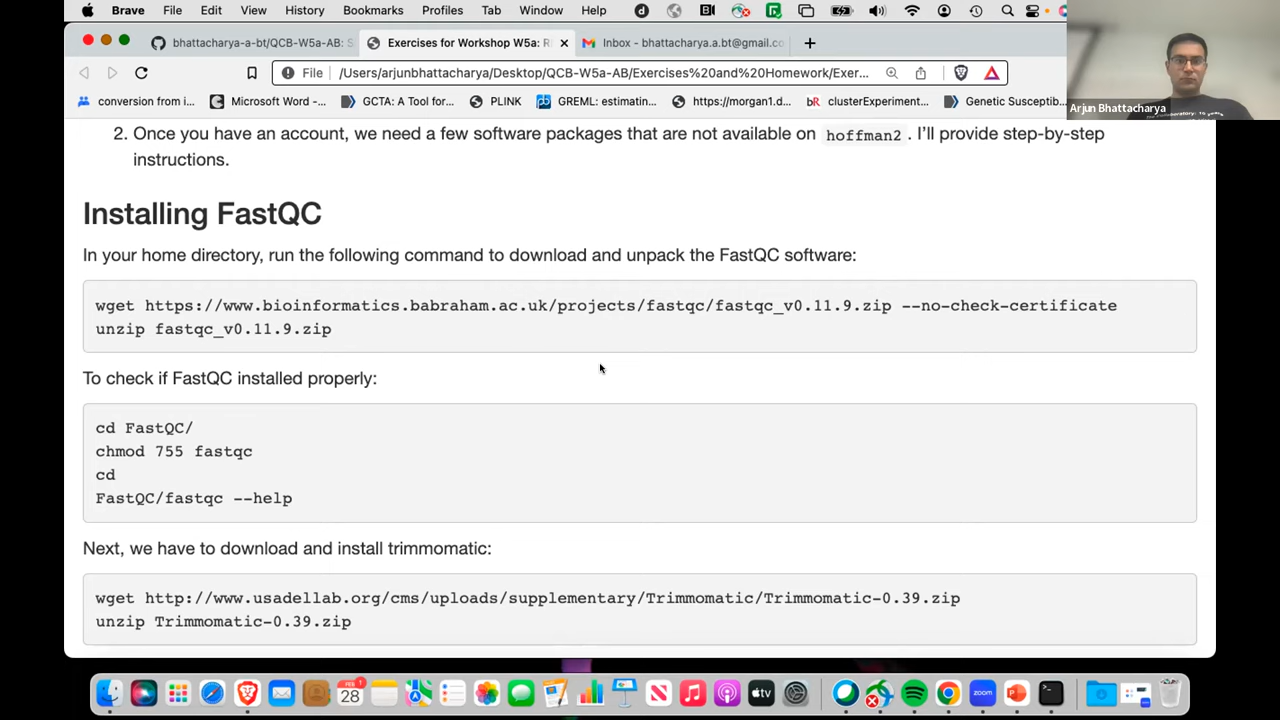 Brave File Edit View History Bookmarks Profiles Tab Window Help
bhattacharya-a-bt/QCB-W5a-AB: S
Exercises for Workshop W5a: R
Inbox - bhattacharya.a.bt@gmail.co
File /Users/arjunbhattacharya/Desktop/QCB-W5a-AB/Exercises%20and%20Homework/Exer...
conversion from i... Microsoft Word -... GCTA: A Tool for... PLINK GREML: estimatin... https://morgan1.d... bR clusterExperiment... Genetic Susceptib...
Arjun Bhattacharya
2. Once you have an account, we need a few software packages that are not available on hoffman2. I'll provide step-by-step
instructions.
Installing FastQC
In your home directory, run the following command to download and unpack the FastQC software:
wget https://www.bioinformatics.babraham.ac.uk/projects/fastqc/fastqc_v0.11.9.zip --no-check-certificate
unzip fastqc_v0.11.9.zip
To check if FastQC installed properly:
cd FastQC/
chmod 755 fastqc
cd
FastQC/fastqc --help
Next, we have to download and install trimmomatic:
wget http://www.usadellab.org/cms/uploads/supplementary/Trimmomatic/Trimmomatic-0.39.zip
unzip Trimmomatic-0.39.zip
28
tv
zoom